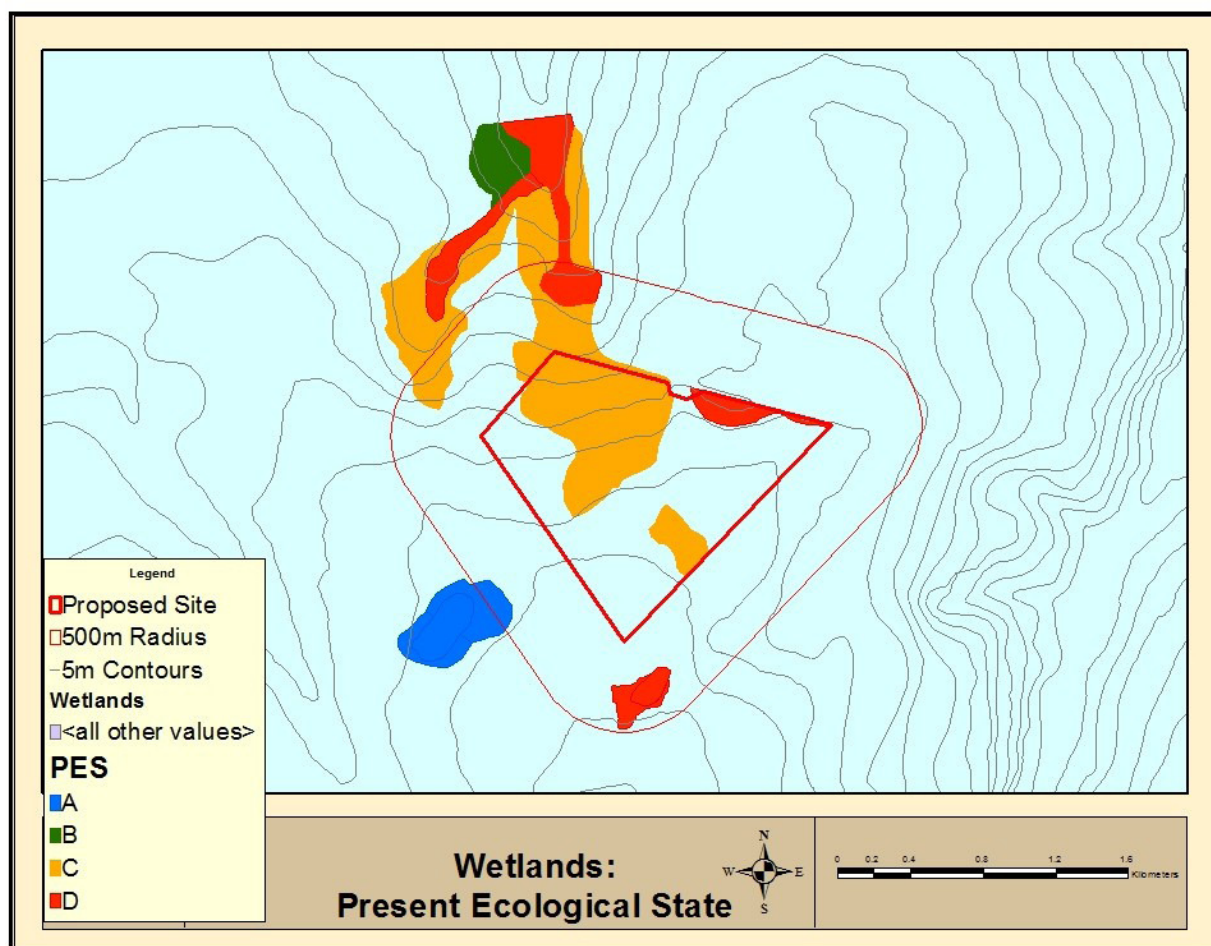 Legend
Proposed Site
500m Radius
5m Contours
Wetlands
<all other values>
PES
A
B
C
D
Wetlands:
Present Ecological State
N
W E
S
0 0.2 0.4 0.8 1.2 1.6
Kilometers